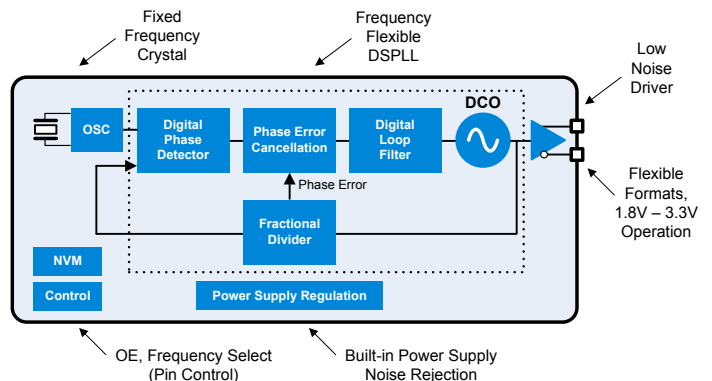 Fixed
Frequency
Crystal
Frequency
Flexible
DSPLL
Low
Noise
Driver
OSC
Digital
Phase
Detector
Phase Error
Cancellation
Digital
Loop
Filter
DCO
Phase Error
Fractional
Divider
Flexible
Formats,
1.8V – 3.3V
Operation
NVM
Control
Power Supply Regulation
OE, Frequency Select
(Pin Control)
Built-in Power Supply
Noise Rejection